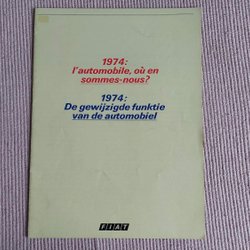 1974:
l'automobile, où en
sommes-nous?
1974:
De gewijzigde funktie
van de automobiel
FIAT